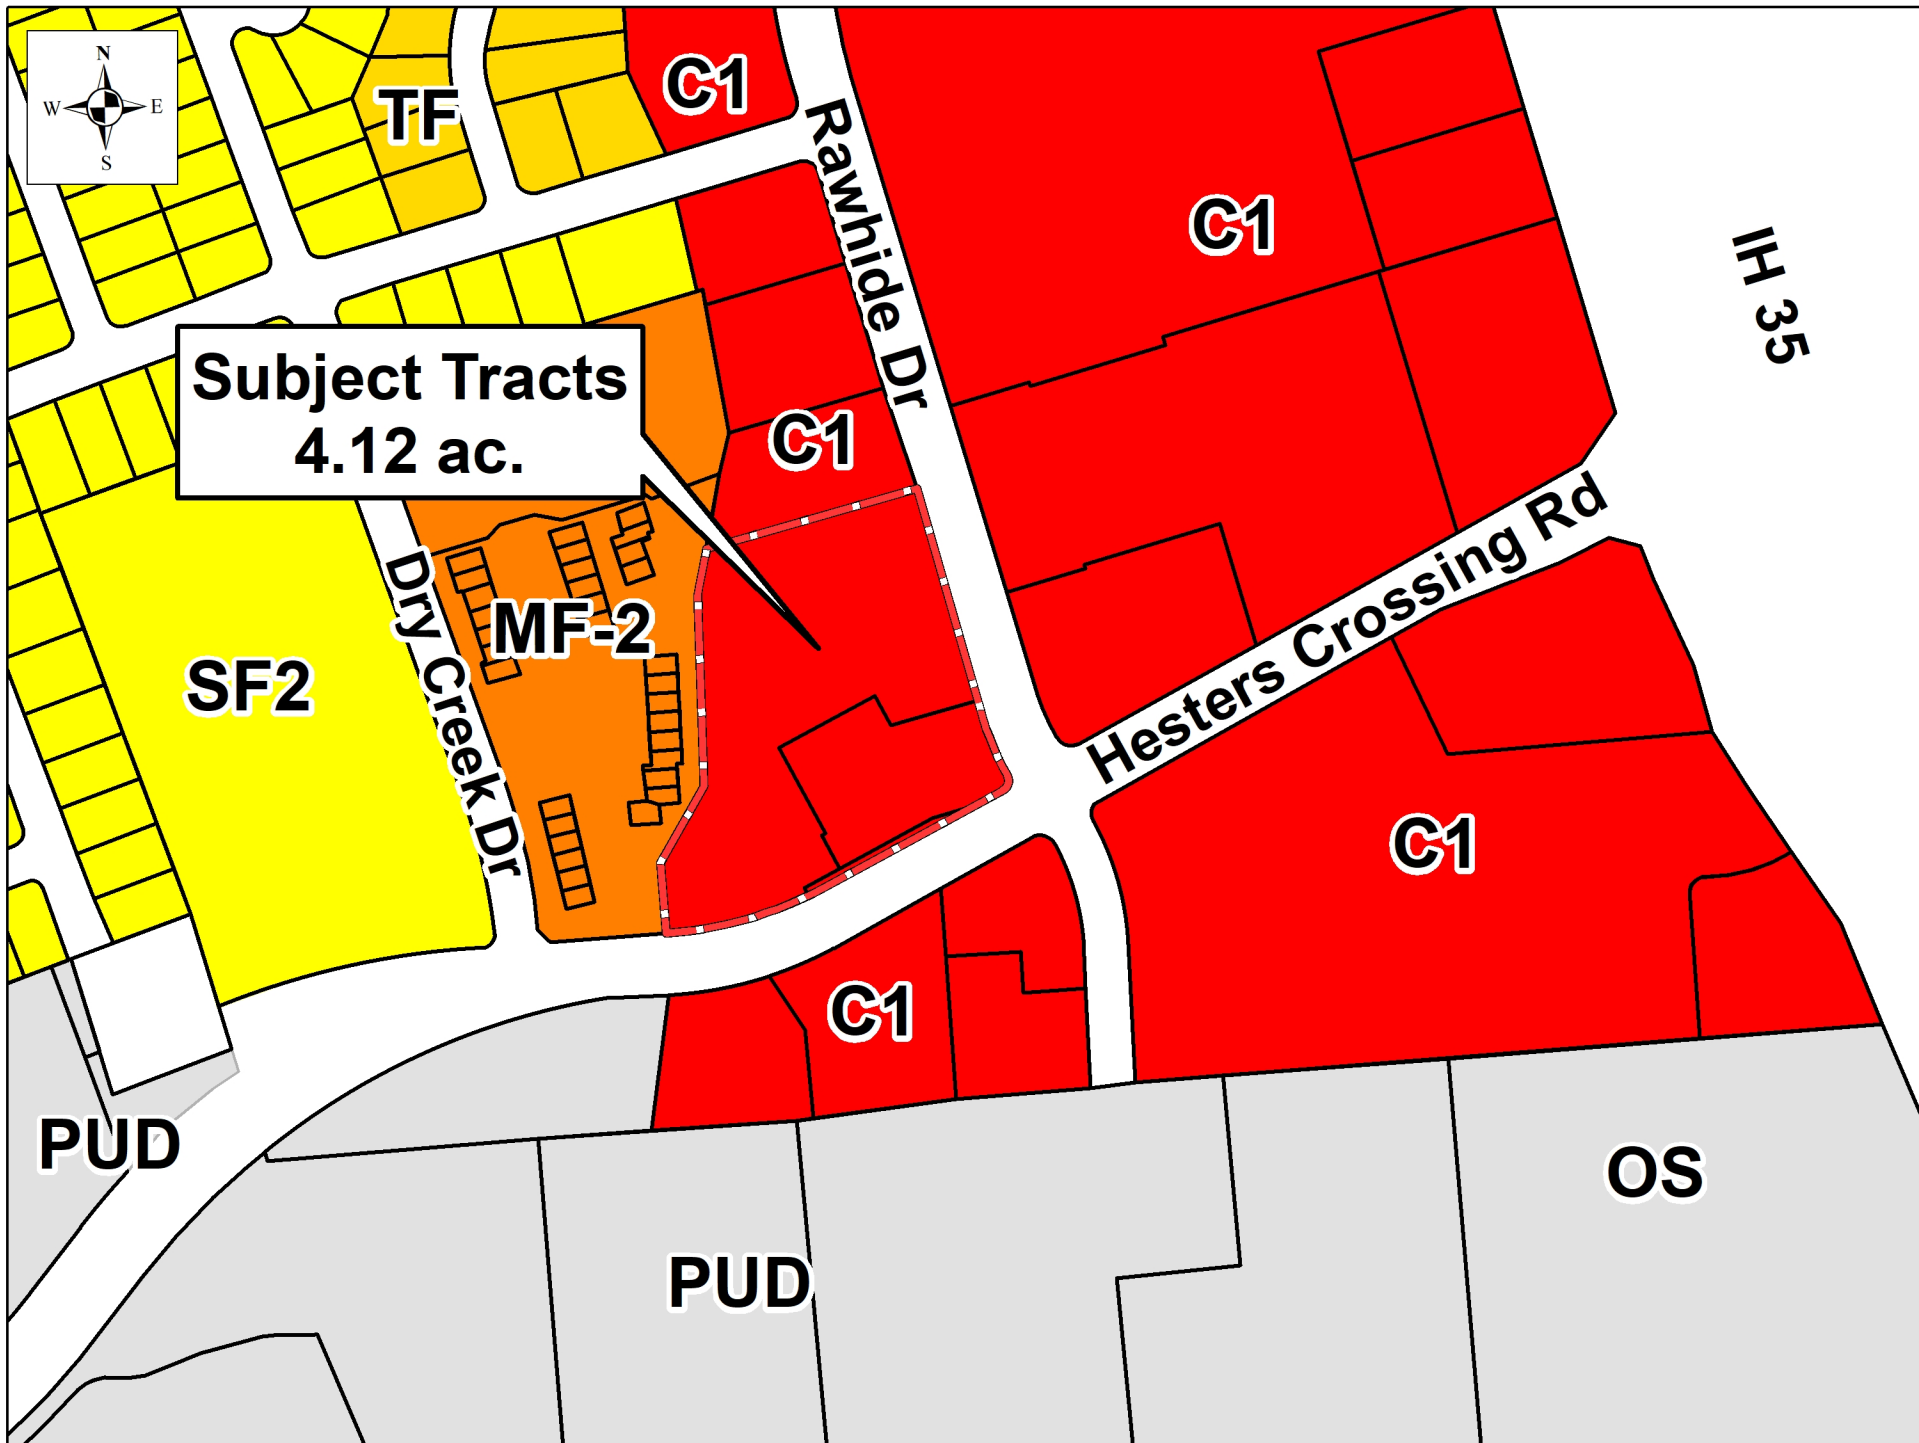 N
W E
S
TF
C1
Rawhide Dr
C1
IH 35
Subject Tracts
4.12 ac.
C1
Hesters Crossing Rd
Dry Creek Dr
MF-2
SF2
C1
C1
PUD
OS
PUD